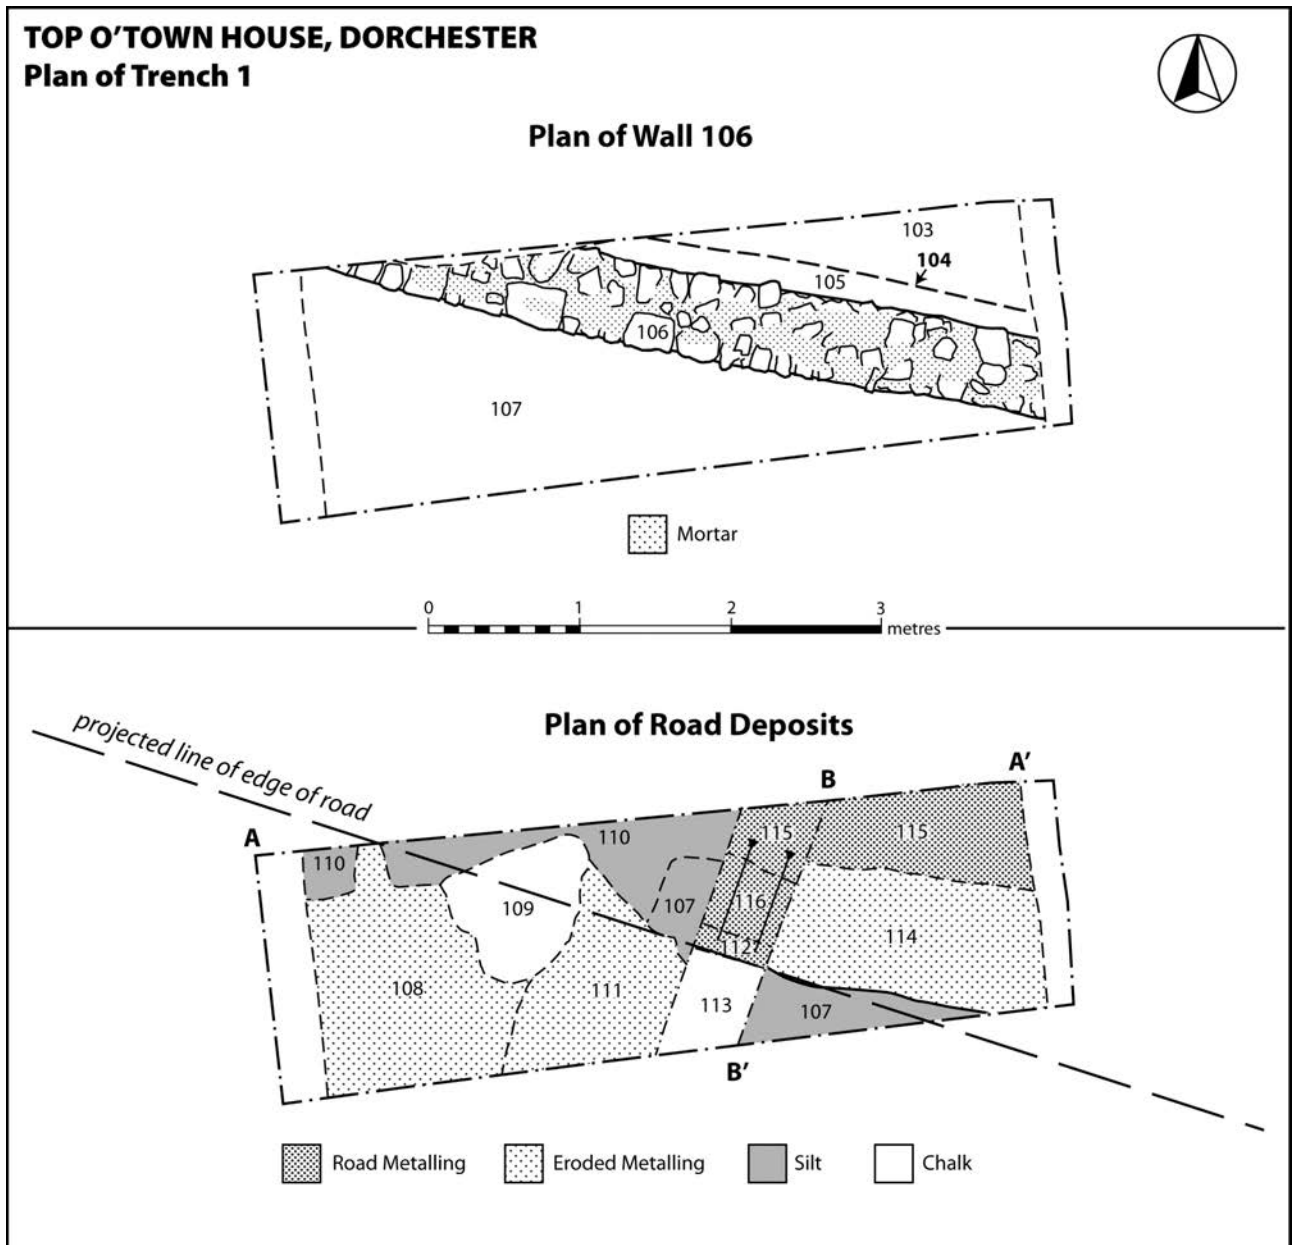 TOP O'TOWN HOUSE, DORCHESTER
Plan of Trench 1
Plan of Wall 106
103
104
105
106
107
Mortar
0 1 2 3
metres
Plan of Road Deposits
projected line of edge of road
A B A'
110 110 115 115
109 107 116
112? 114
108 111 113 107
B'
Road Metalling Eroded Metalling Silt Chalk